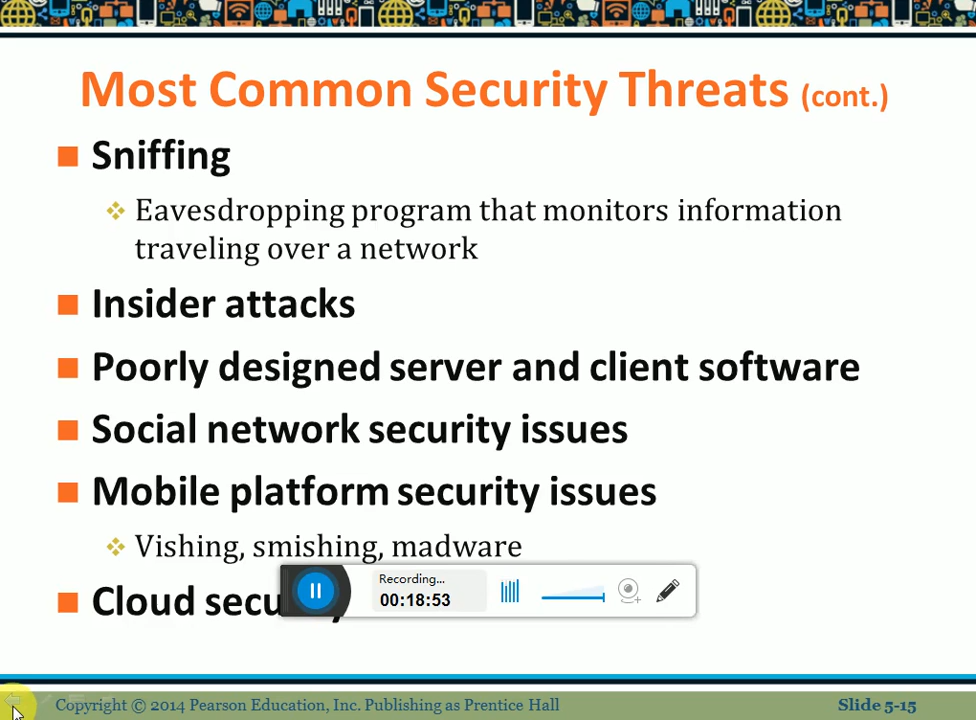 Most Common Security Threats (cont.)
Sniffing
Eavesdropping program that monitors information
traveling over a network
Insider attacks
Poorly designed server and client software
Social network security issues
Mobile platform security issues
Vishing, smishing, madware
Cloud
Recording...
00:18:53
Copyright © 2014 Pearson Education, Inc. Publishing as Prentice Hall
Slide 5-15